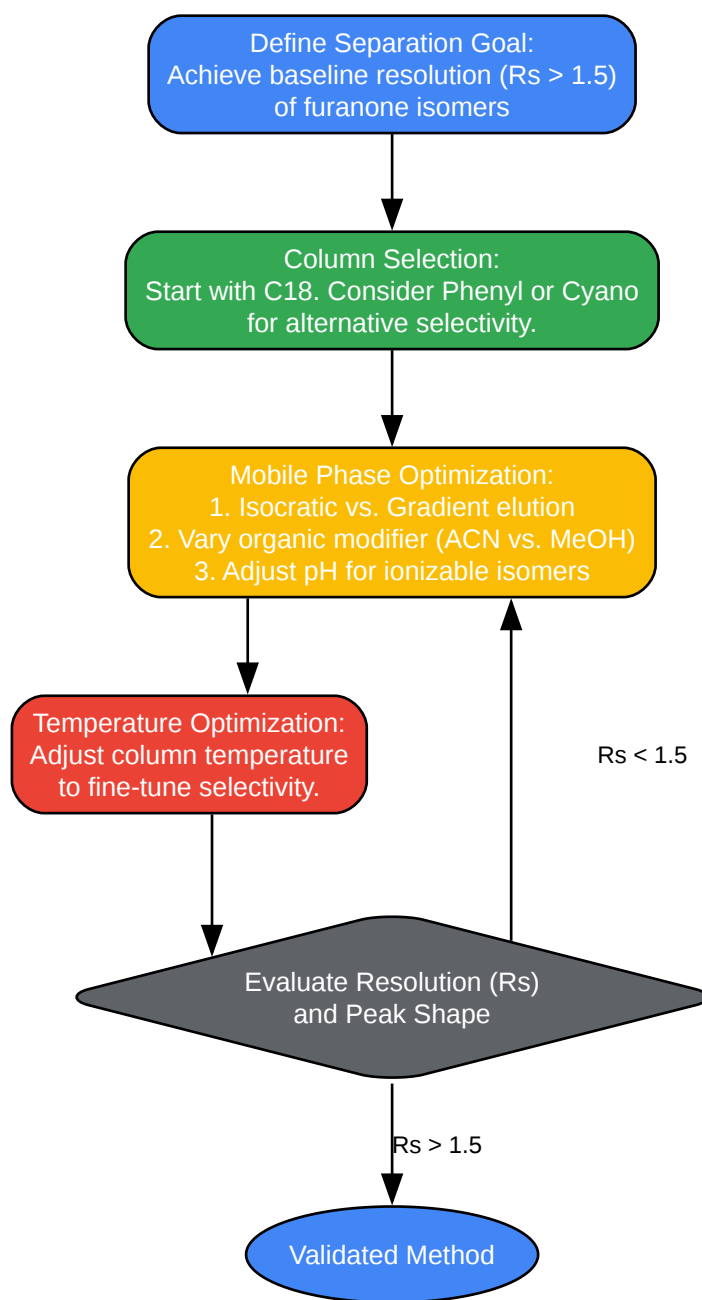 Define Separation Goal:
Achieve baseline resolution (Rs > 1.5)
of furanone isomers
Column Selection:
Start with C18. Consider Phenyl or Cyano
for alternative selectivity.
Mobile Phase Optimization:
1. Isocratic vs. Gradient elution
2. Vary organic modifier (ACN vs. MeOH)
3. Adjust pH for ionizable isomers
Temperature Optimization:
Adjust column temperature
to fine-tune selectivity.
Rs < 1.5
Evaluate Resolution (Rs)
and Peak Shape
Rs > 1.5
Validated Method